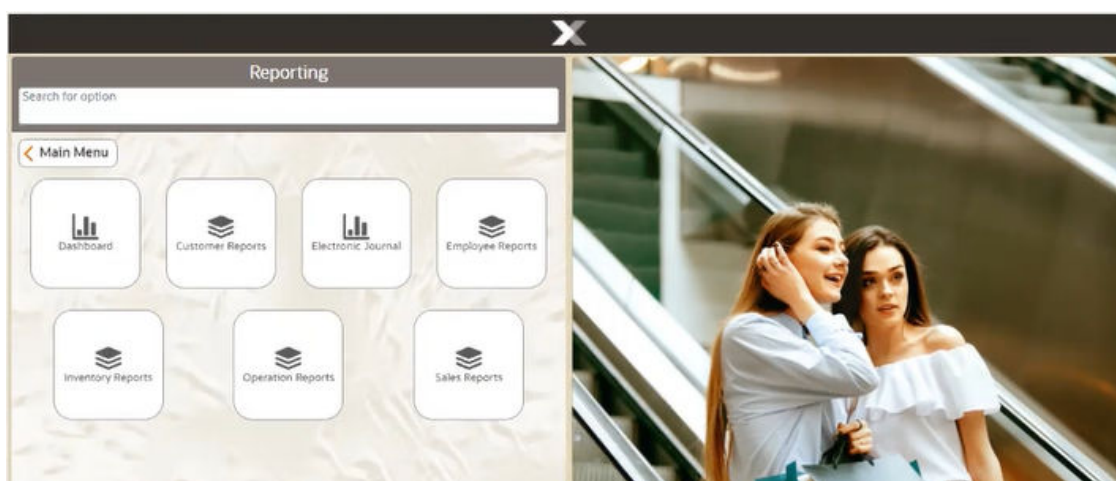 Reporting
Search for option
Main Menu
Dashboard
Customer Reports
Electronic Journal
Employee Reports
Inventory Reports
Operation Reports
Sales Reports